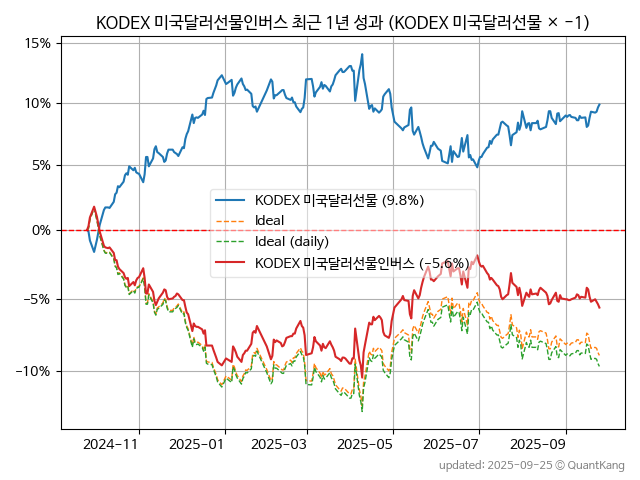 KODEX 미국달러선물인버스 최근 1년 성과 (KODEX 미국달러선물 × −1)
15%
10%
5%
0%
−5%
−10%
KODEX 미국달러선물 (9.8%)
Ideal
Ideal (daily)
KODEX 미국달러선물인버스 (−5.6%)
2024-11
2025-01
2025-03
2025-05
2025-07
2025-09
updated: 2025-09-25 ⓒ QuantKang